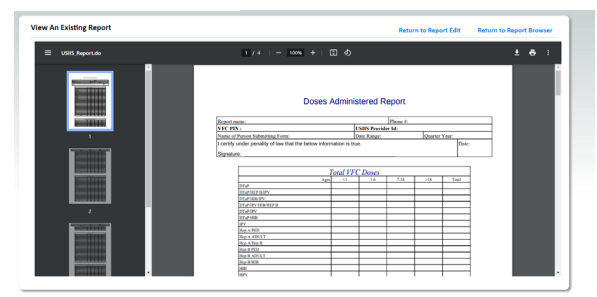 View An Existing Report
Return to Report Edit Return to Report Browser
USIIS_Report.do 1 / 4 100%
1
2
Doses Administered Report
Report name: Phone #:
VFC PIN : USIIS Provider Id:
Name of Person Submitting Form: Date Range: Quarter Year:
I certify under penality of law that the below information is true. Date:
Signature:
Total VFC Doses
Ages <1 1-6 7-18 >18 Total
DTaP
DTaP/HEP B/IPV
DTaP/HIB/IPV
DTaP/IPV/HIB/HEP B
DTaP/IPV
DTaP/HIB
IPV
Hep A-PED
Hep A-ADULT
Hep A/Hep B
Hep B-PED
Hep B-ADULT
Hep B/HIB
HIB
HPV